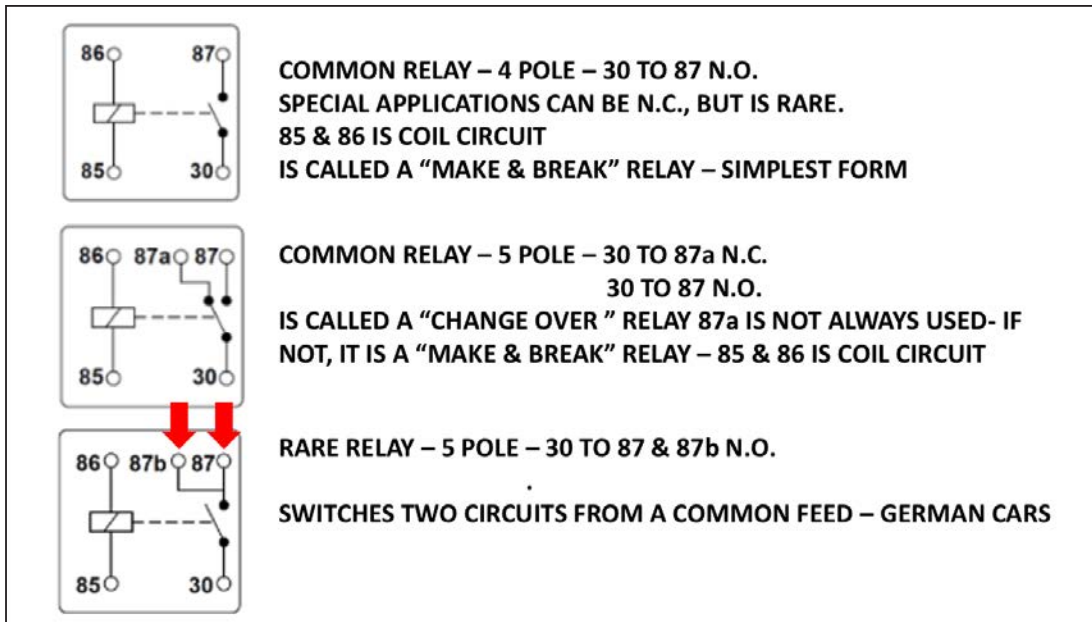 86 87
COMMON RELAY – 4 POLE – 30 TO 87 N.O.
SPECIAL APPLICATIONS CAN BE N.C., BUT IS RARE.
85 & 86 IS COIL CIRCUIT
85 30
IS CALLED A “MAKE & BREAK” RELAY – SIMPLEST FORM
86 87a 87
COMMON RELAY – 5 POLE – 30 TO 87a N.C.
30 TO 87 N.O.
IS CALLED A “CHANGE OVER ” RELAY 87a IS NOT ALWAYS USED- IF
NOT, IT IS A “MAKE & BREAK” RELAY – 85 & 86 IS COIL CIRCUIT
85 30
86 87b 87
RARE RELAY – 5 POLE – 30 TO 87 & 87b N.O.
.
SWITCHES TWO CIRCUITS FROM A COMMON FEED – GERMAN CARS
85 30